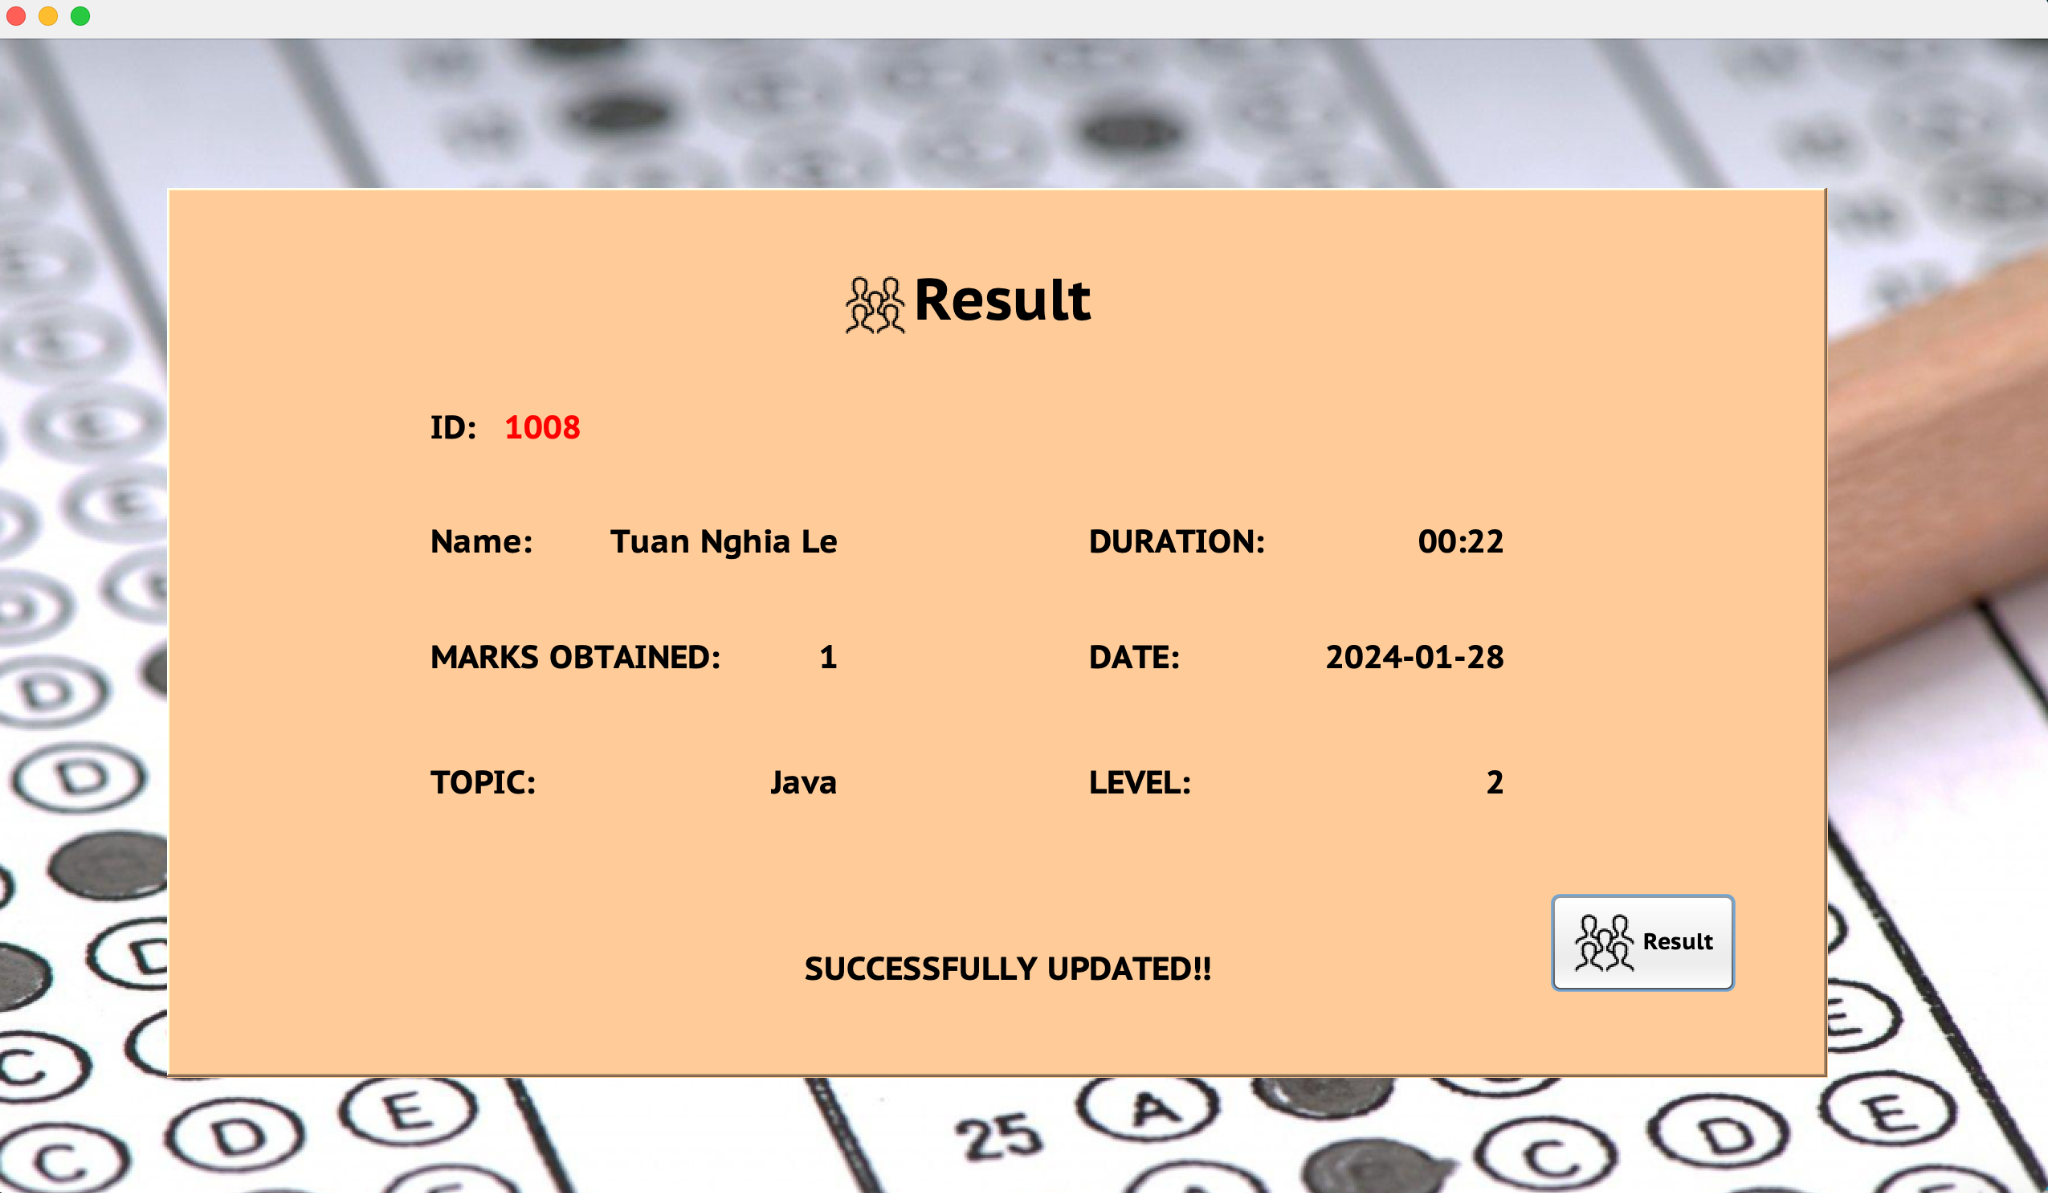 Result
ID: 1008
Name: Tuan Nghia Le DURATION: 00:22
MARKS OBTAINED: 1 DATE: 2024-01-28
TOPIC: Java LEVEL: 2
Result
SUCCESSFULLY UPDATED!!
D
D
D
E
C
E
25 A
E
C D E
C D